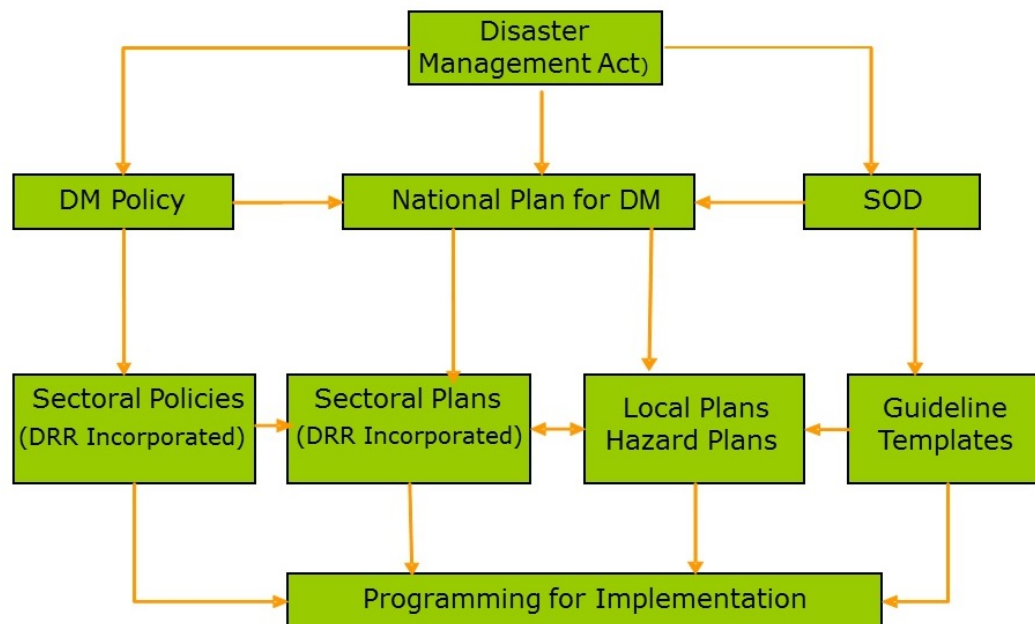 Disaster
Management Act)
DM Policy
National Plan for DM
SOD
Sectoral Policies
(DRR Incorporated)
Sectoral Plans
(DRR Incorporated)
Local Plans
Hazard Plans
Guideline
Templates
Programming for Implementation